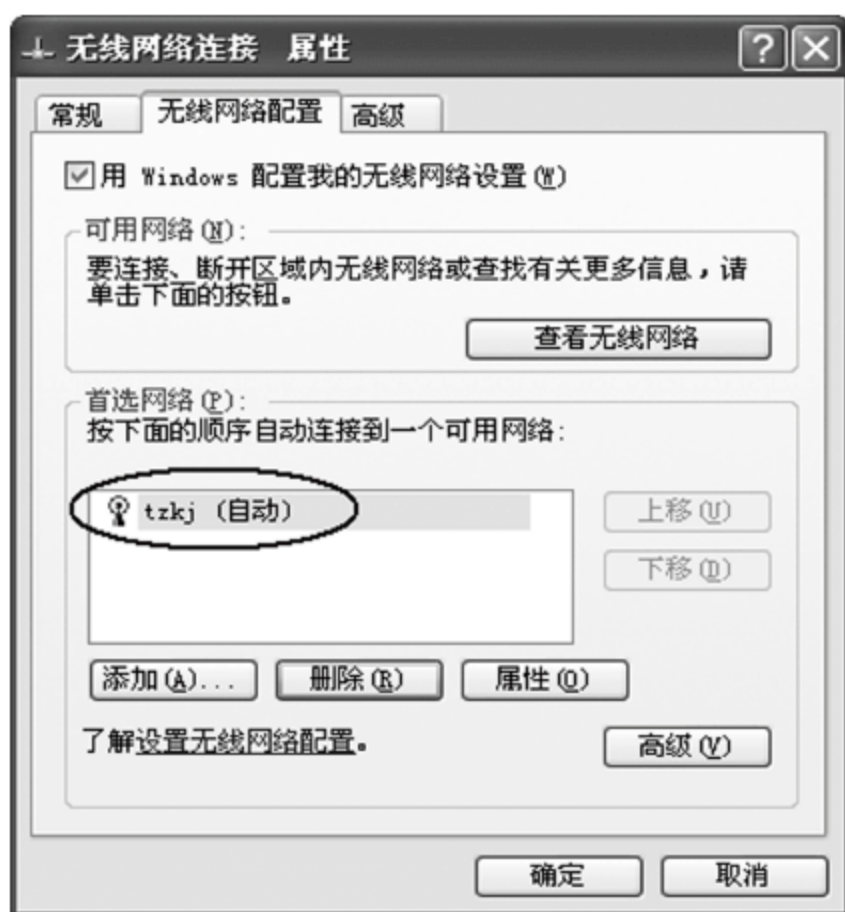 无线网络连接 属性
常规 无线网络配置 高级
用 Windows 配置我的无线网络设置(W)
可用网络(N):
要连接、断开区域内无线网络或查找有关更多信息，请
单击下面的按钮。
查看无线网络
首选网络(P):
按下面的顺序自动连接到一个可用网络:
tzkj (自动)
上移(U)
下移(D)
添加(A)... 删除(R) 属性(O)
了解设置无线网络配置。
高级(V)
确定 取消